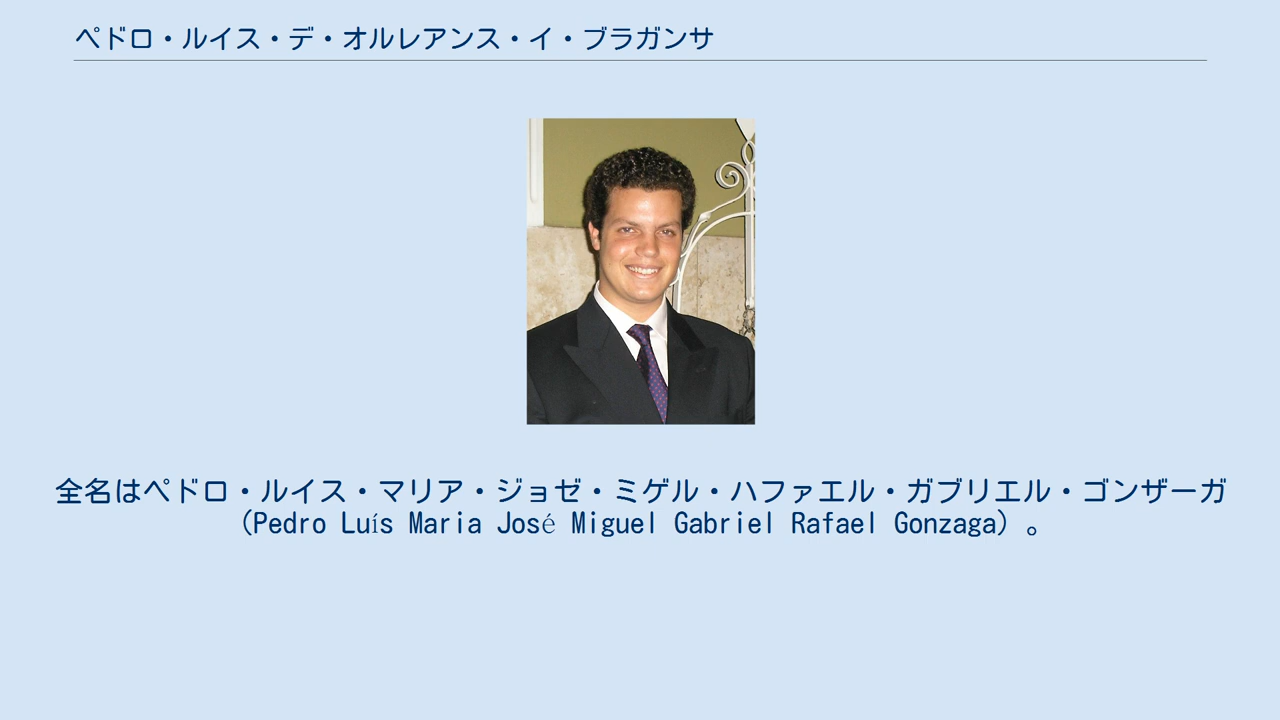 ペドロ・ルイス・デ・オルレアンス・イ・ブラガンサ
全名はペドロ・ルイス・マリア・ジョゼ・ミゲル・ハファエル・ガブリエル・ゴンザーガ
(Pedro Luís Maria José Miguel Gabriel Rafael Gonzaga) 。